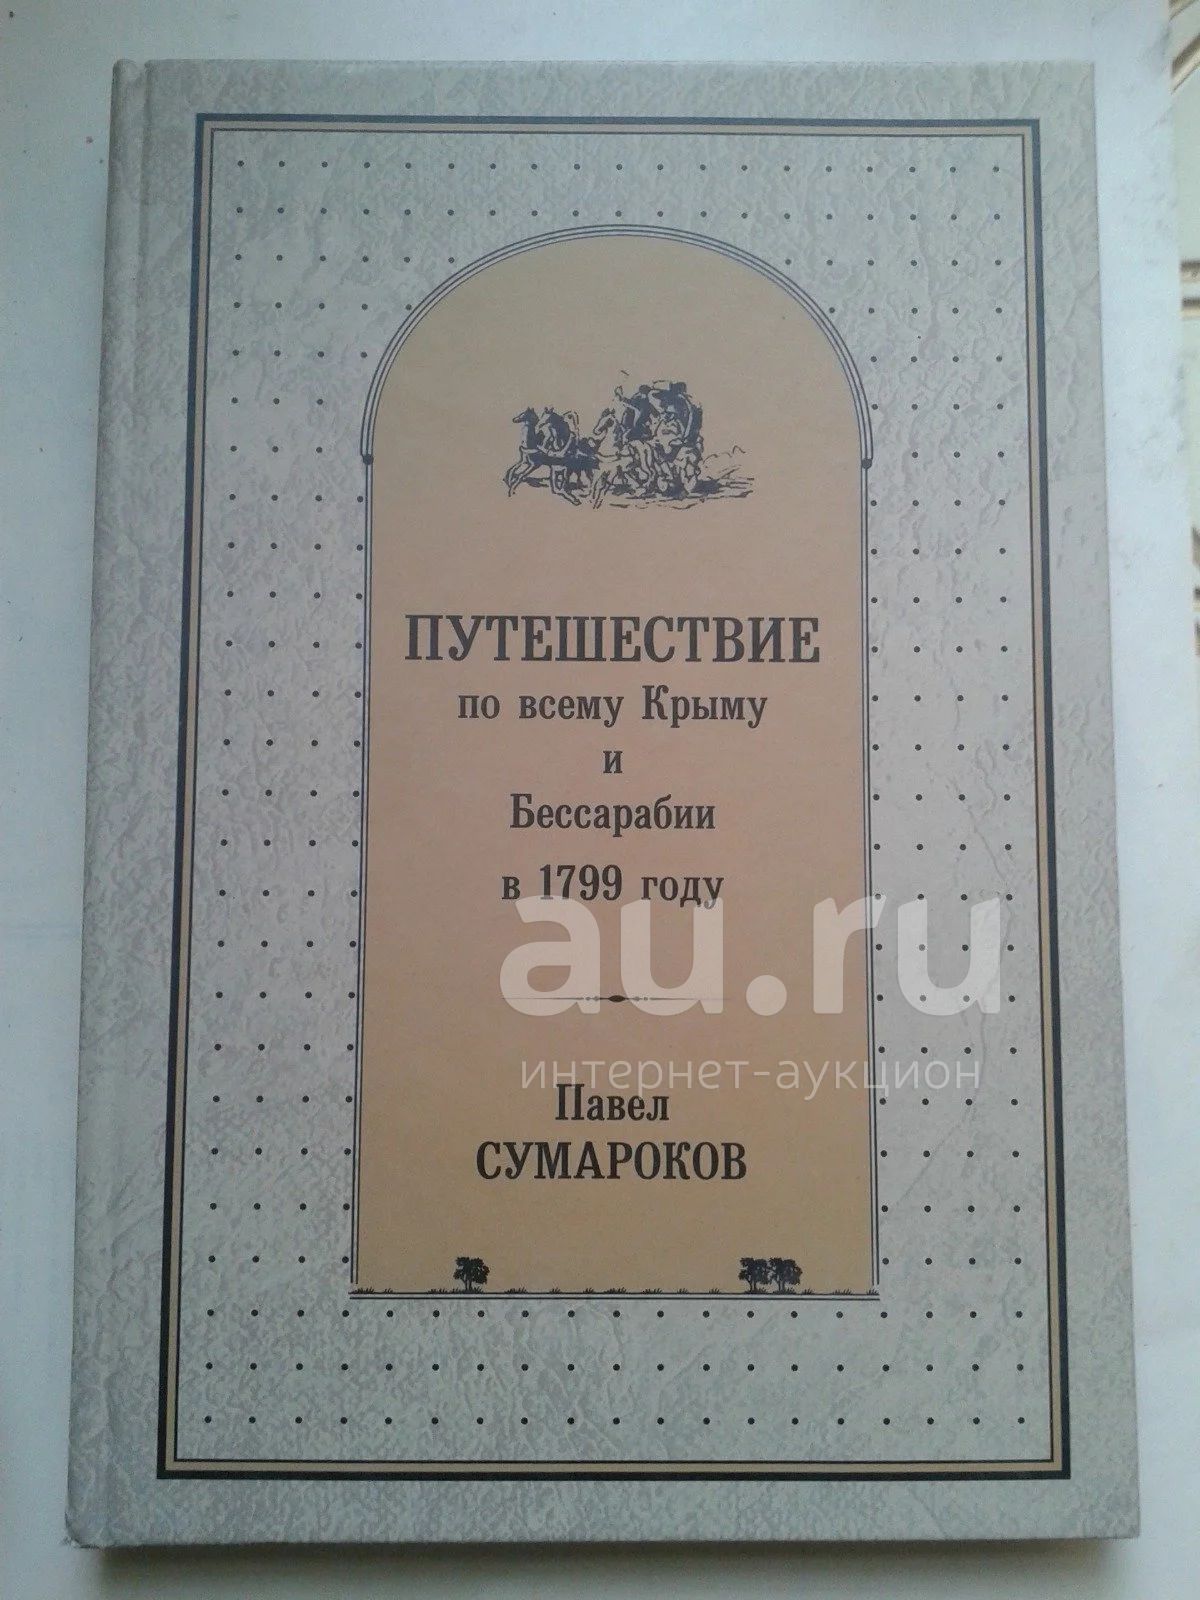 ПУТЕШЕСТВИЕ
по всему Крыму
и
Бессарабии
в 1799 году
au.ru
интернет-аукцион
Павел
СУМАРОКОВ